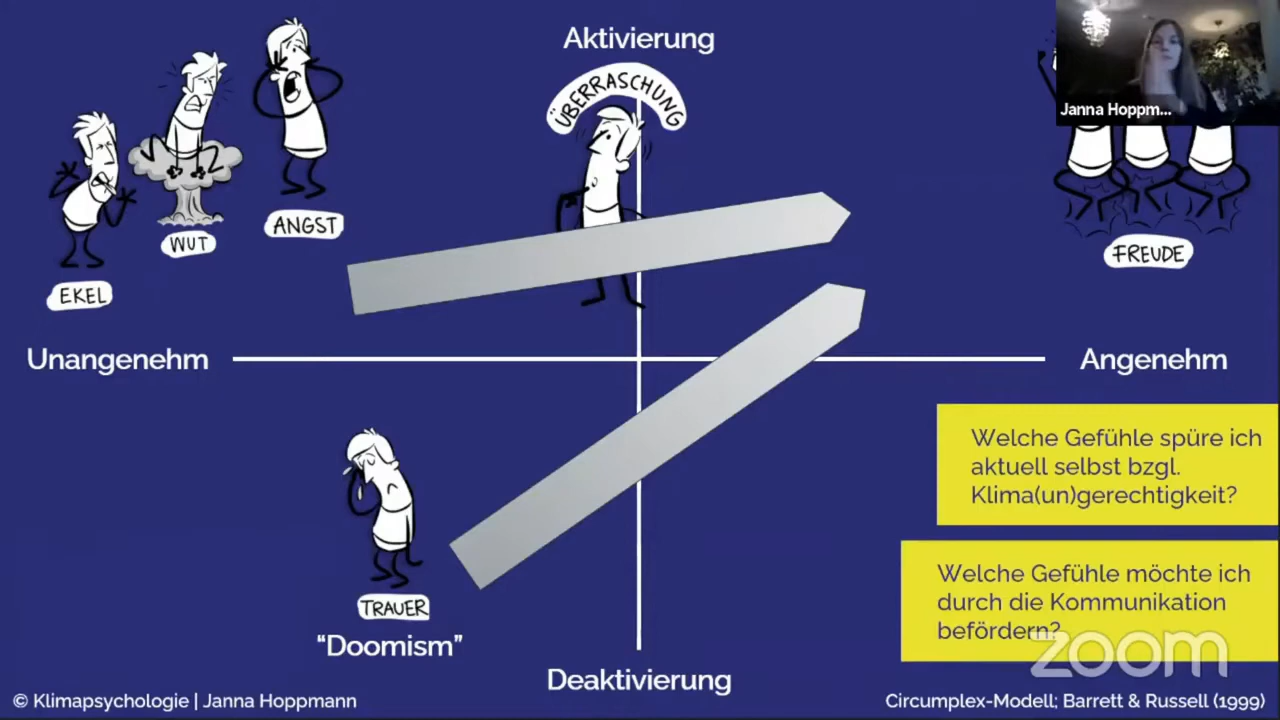 Aktivierung
ÜBERRASCHUNG
Janna Hoppm...
ANGST
WUT
EKEL
FREUDE
Unangenehm
Angenehm
Welche Gefühle spüre ich
aktuell selbst bzgl.
Klima(un)gerechtigkeit?
Welche Gefühle möchte ich
durch die Kommunikation
befördern?
zoom
TRAUER
“Doomism”
Deaktivierung
© Klimapsychologie | Janna Hoppmann
Circumplex-Modell; Barrett & Russell (1999)